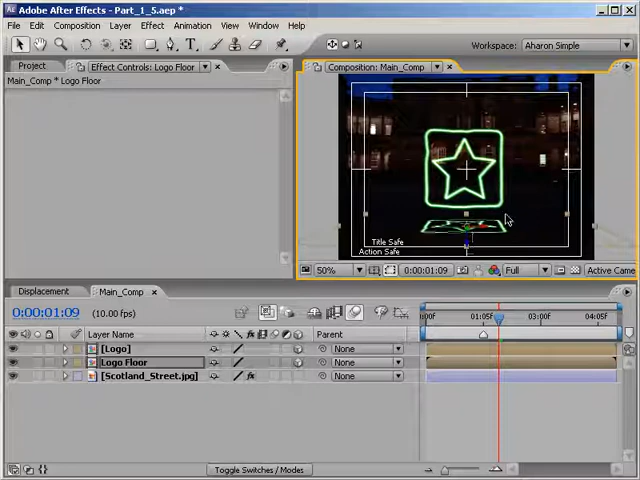 Adobe After Effects - Part_1_5.aep *
File Edit Composition Layer Effect Animation View Window Help
Workspace: Aharon Simple
Project Effect Controls: Logo Floor
Composition: Main_Comp
Main_Comp * Logo Floor
Title Safe
Action Safe
50% 0:00:01:09 Full Active Came
Displacement Main_Comp
0:00:01:09 (10.00 fps)
:00f 01:05f 03:00f 04:05f
Layer Name Parent
[Logo] None
Logo Floor None
[Scotland_Street.jpg] fx None
Toggle Switches / Modes